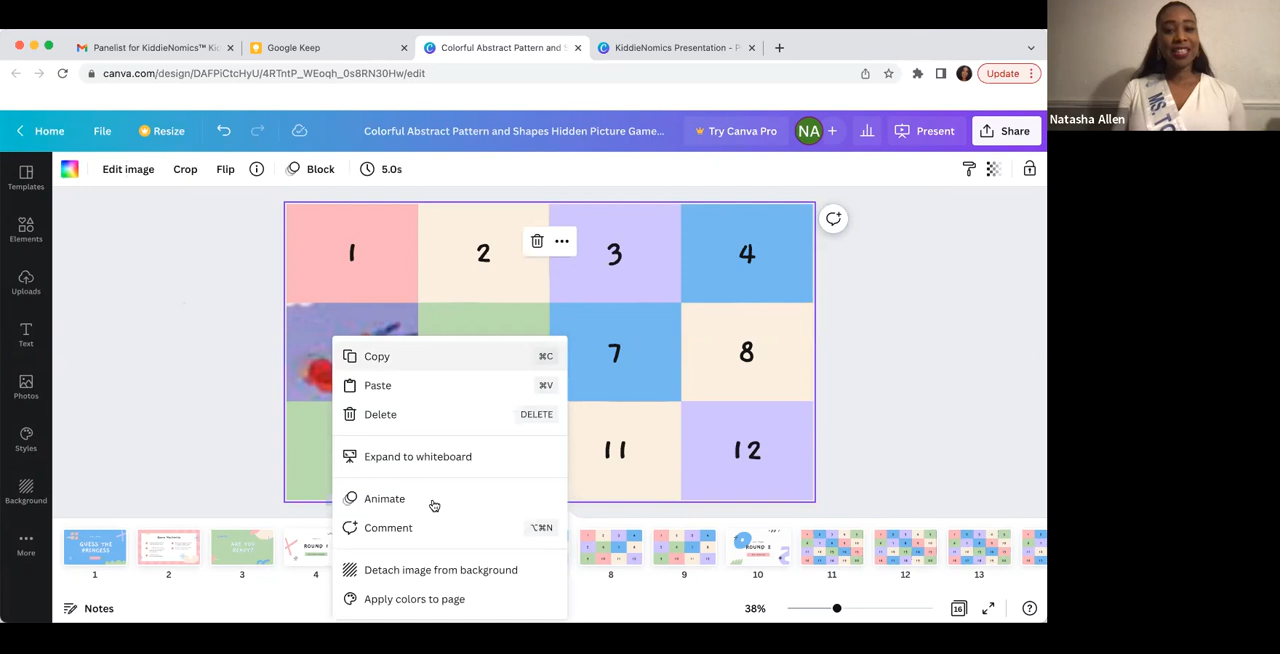 Panelist for KiddieNomics™ Ki
Google Keep
Colorful Abstract Pattern and
KiddieNomics Presentation - P
canva.com/design/DAFPiCtcHyU/4RTntP_WEoqh_0s8RN30Hw/edit
Update
MS. TO
Natasha Allen
Home
File
Resize
Colorful Abstract Pattern and Shapes Hidden Picture Game...
Try Canva Pro
NA
Present
Share
Templates
Edit image
Crop
Flip
Block
5.0s
Elements
Uploads
Text
Photos
Styles
Background
More
1 2 3 4
7 8
11 12
Copy ⌘C
Paste ⌘V
Delete DELETE
Expand to whiteboard
Animate
Comment ⌥⌘N
Detach image from background
Apply colors to page
GUESS THE PRINCESS
ARE YOU READY?
ROUND
ROUND 2
1 2 3 4 8 9 10 11 12 13
Notes
38%
16